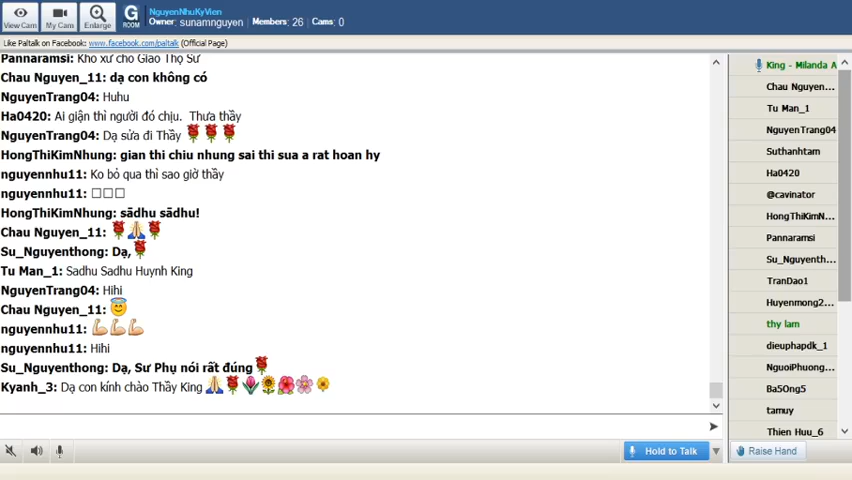 View Cam
My Cam
Enlarge
G
ROOM
NguyenNhuKyVien
Owner: sunamnguyen Members: 26 Cams: 0
Like Paltalk on Facebook: www.facebook.com/paltalk (Official Page)
Pannaramsi: Khó xử cho Giáo Thọ Sư
Chau Nguyen_11: dạ con không có
NguyenTrang04: Huhu
Ha0420: Ai giận thì người đó chịu. Thưa thầy
NguyenTrang04: Dạ sửa đi Thầy
HongThiKimNhung: gian thi chiu nhung sai thi sua a rat hoan hy
nguyennhu11: Ko bỏ qua thì sao giờ thầy
nguyennhu11:
HongThiKimNhung: sādhu sādhu!
Chau Nguyen_11:
Su_Nguyenthong: Dạ,
Tu Man_1: Sadhu Sadhu Huynh King
NguyenTrang04: Hihi
Chau Nguyen_11:
nguyennhu11:
nguyennhu11: Hihi
Su_Nguyenthong: Dạ, Sư Phụ nói rất đúng
Kyanh_3: Dạ con kính chào Thầy King
King - Milanda A
Chau Nguyen...
Tu Man_1
NguyenTrang04
Suthanhtam
Ha0420
@cavinator
HongThiKimN...
Pannaramsi
Su_Nguyenth...
TranDao1
Huyenmong2...
thy lam
dieuphapdk_1
NguoiPhuong...
Ba5Ong5
tamuy
Thien Huu_6
Hold to Talk
Raise Hand